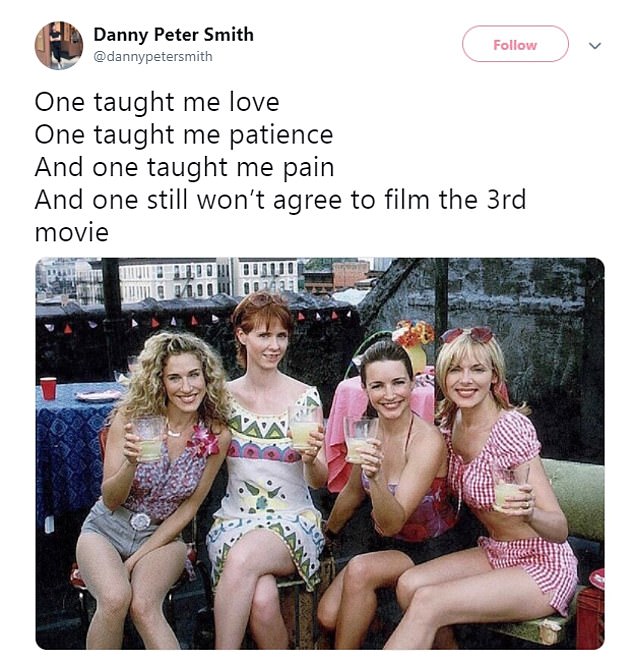 Danny Peter Smith
Follow
@dannypetersmith
One taught me love
One taught me patience
And one taught me pain
And one still won't agree to film the 3rd
movie